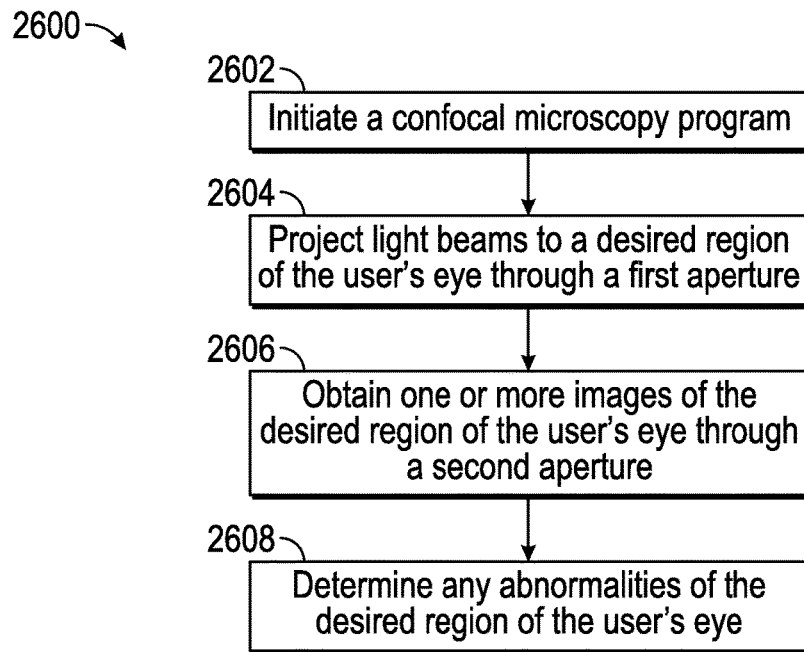 2600
2602
Initiate a confocal microscopy program
2604
Project light beams to a desired region
of the user's eye through a first aperture
2606
Obtain one or more images of the
desired region of the user's eye through
a second aperture
2608
Determine any abnormalities of the
desired region of the user's eye